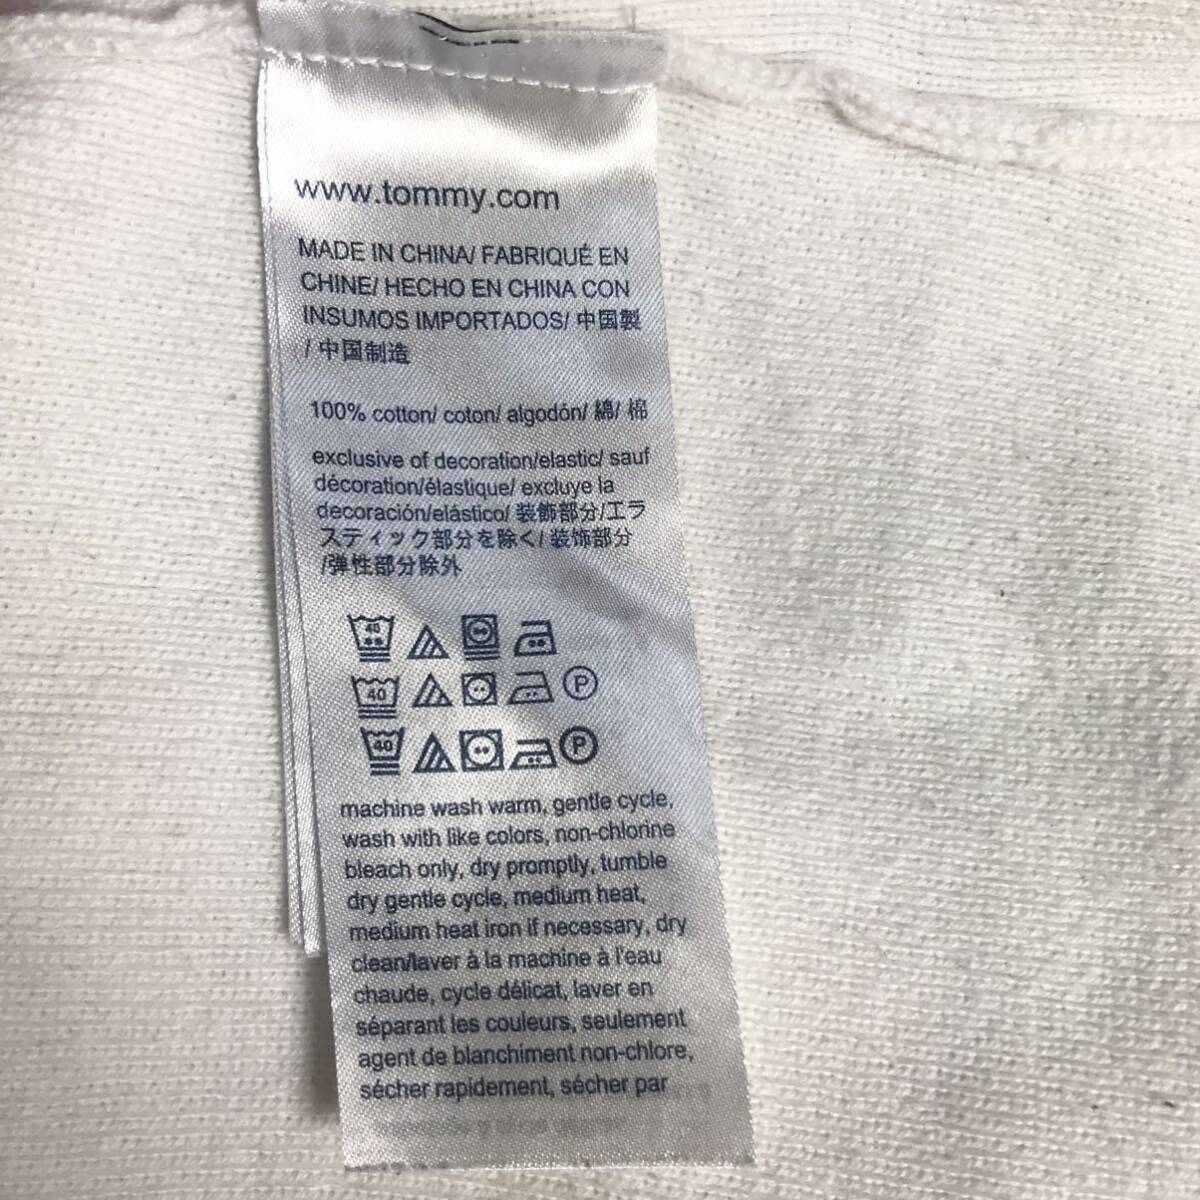 www.tommy.com
MADE IN CHINA/ FABRIQUÉ EN
CHINE/ HECHO EN CHINA CON
INSUMOS IMPORTADOS/ 中国製
/ 中国制造
100% cotton/ coton/ algodón/ 綿/ 棉
exclusive of decoration/elastic/ sauf
décoration/élastique/ excluye la
decoración/elástico/ 装飾部分/エラ
スティック部分を除く/ 装饰部分
/弹性部分除外
40
40 P
40 P
machine wash warm, gentle cycle,
wash with like colors, non-chlorine
bleach only, dry promptly, tumble
dry gentle cycle, medium heat,
medium heat iron if necessary, dry
clean/laver à la machine à l'eau
chaude, cycle délicat, laver en
séparant les couleurs, seulement
agent de blanchiment non-chlore,
sécher rapidement, sécher par